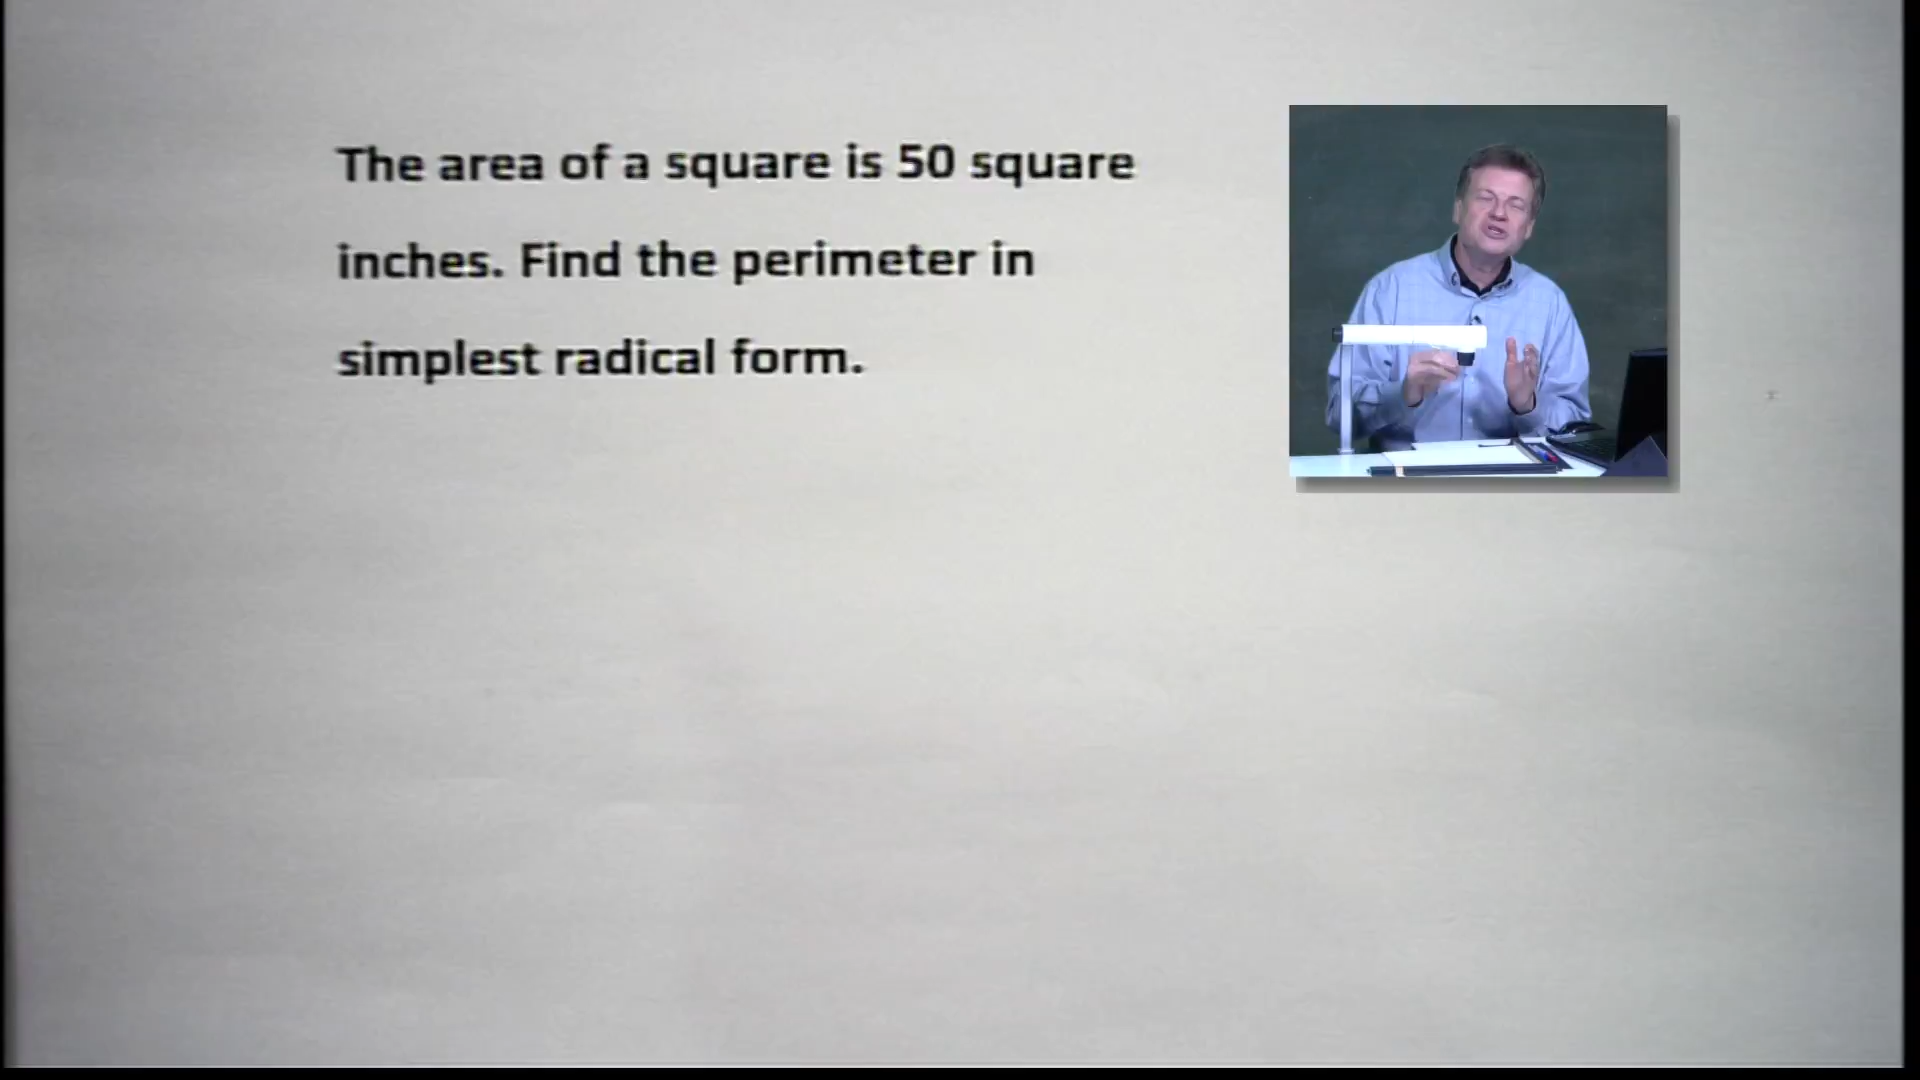 The area of a square is 50 square
inches. Find the perimeter in
simplest radical form.